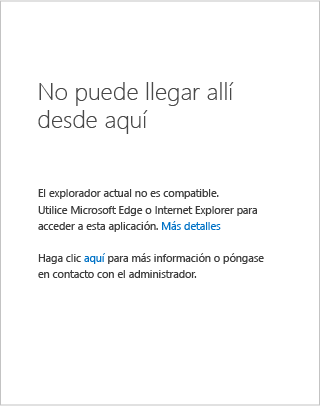 No puede llegar allí
desde aquí
El explorador actual no es compatible.
Utilice Microsoft Edge o Internet Explorer para
acceder a esta aplicación. Más detalles
Haga clic aquí para más información o póngase
en contacto con el administrador.